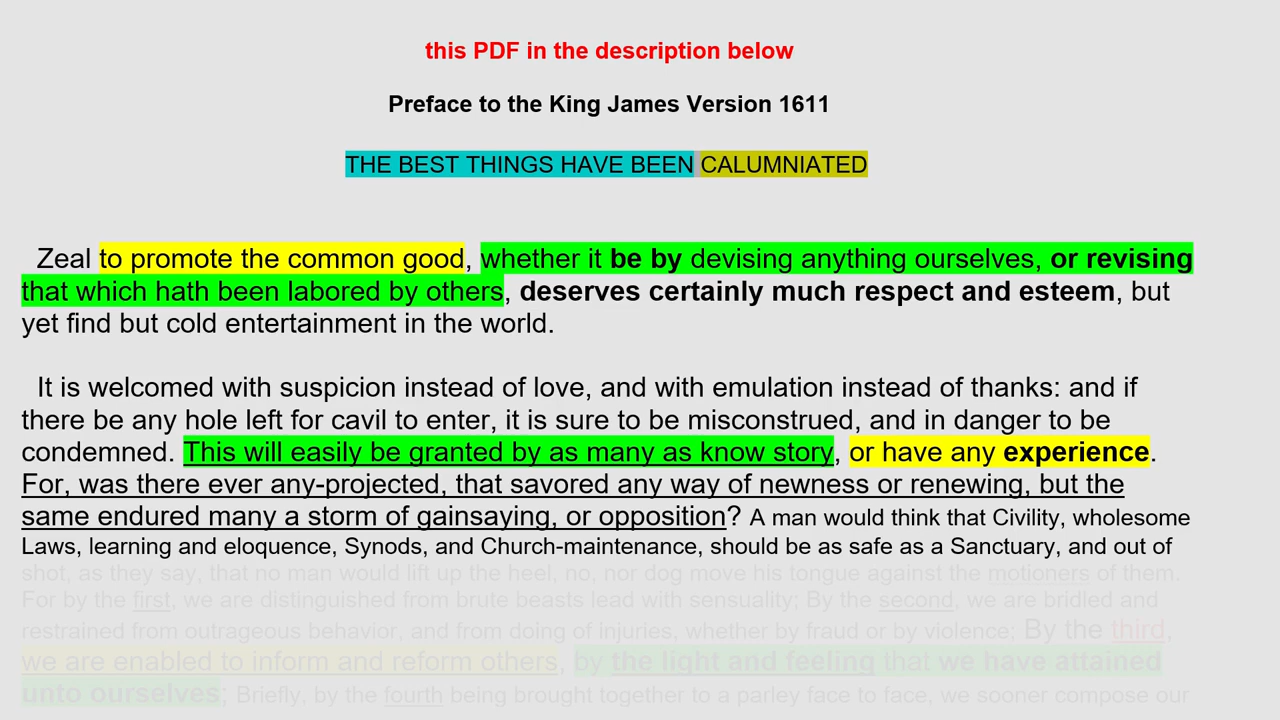 this PDF in the description below
Preface to the King James Version 1611
THE BEST THINGS HAVE BEEN CALUMNIATED
Zeal to promote the common good, whether it be by devising anything ourselves, or revising
that which hath been labored by others, deserves certainly much respect and esteem, but
yet find but cold entertainment in the world.
It is welcomed with suspicion instead of love, and with emulation instead of thanks: and if
there be any hole left for cavil to enter, it is sure to be misconstrued, and in danger to be
condemned. This will easily be granted by as many as know story, or have any experience.
For, was there ever any-projected, that savored any way of newness or renewing, but the
same endured many a storm of gainsaying, or opposition? A man would think that Civility, wholesome
Laws, learning and eloquence, Synods, and Church-maintenance, should be as safe as a Sanctuary, and out of
shot, as they say, that no man would lift up the heel, no, nor dog move his tongue against the motioners of them.
For by the first, we are distinguished from brute beasts lead with sensuality; By the second, we are bridled and
restrained from outrageous behavior, and from doing of injuries, whether by fraud or by violence; By the third,
we are enabled to inform and reform others, by the light and feeling that we have attained
unto ourselves; Briefly, by the fourth being brought together to a parley face to face, we sooner compose our